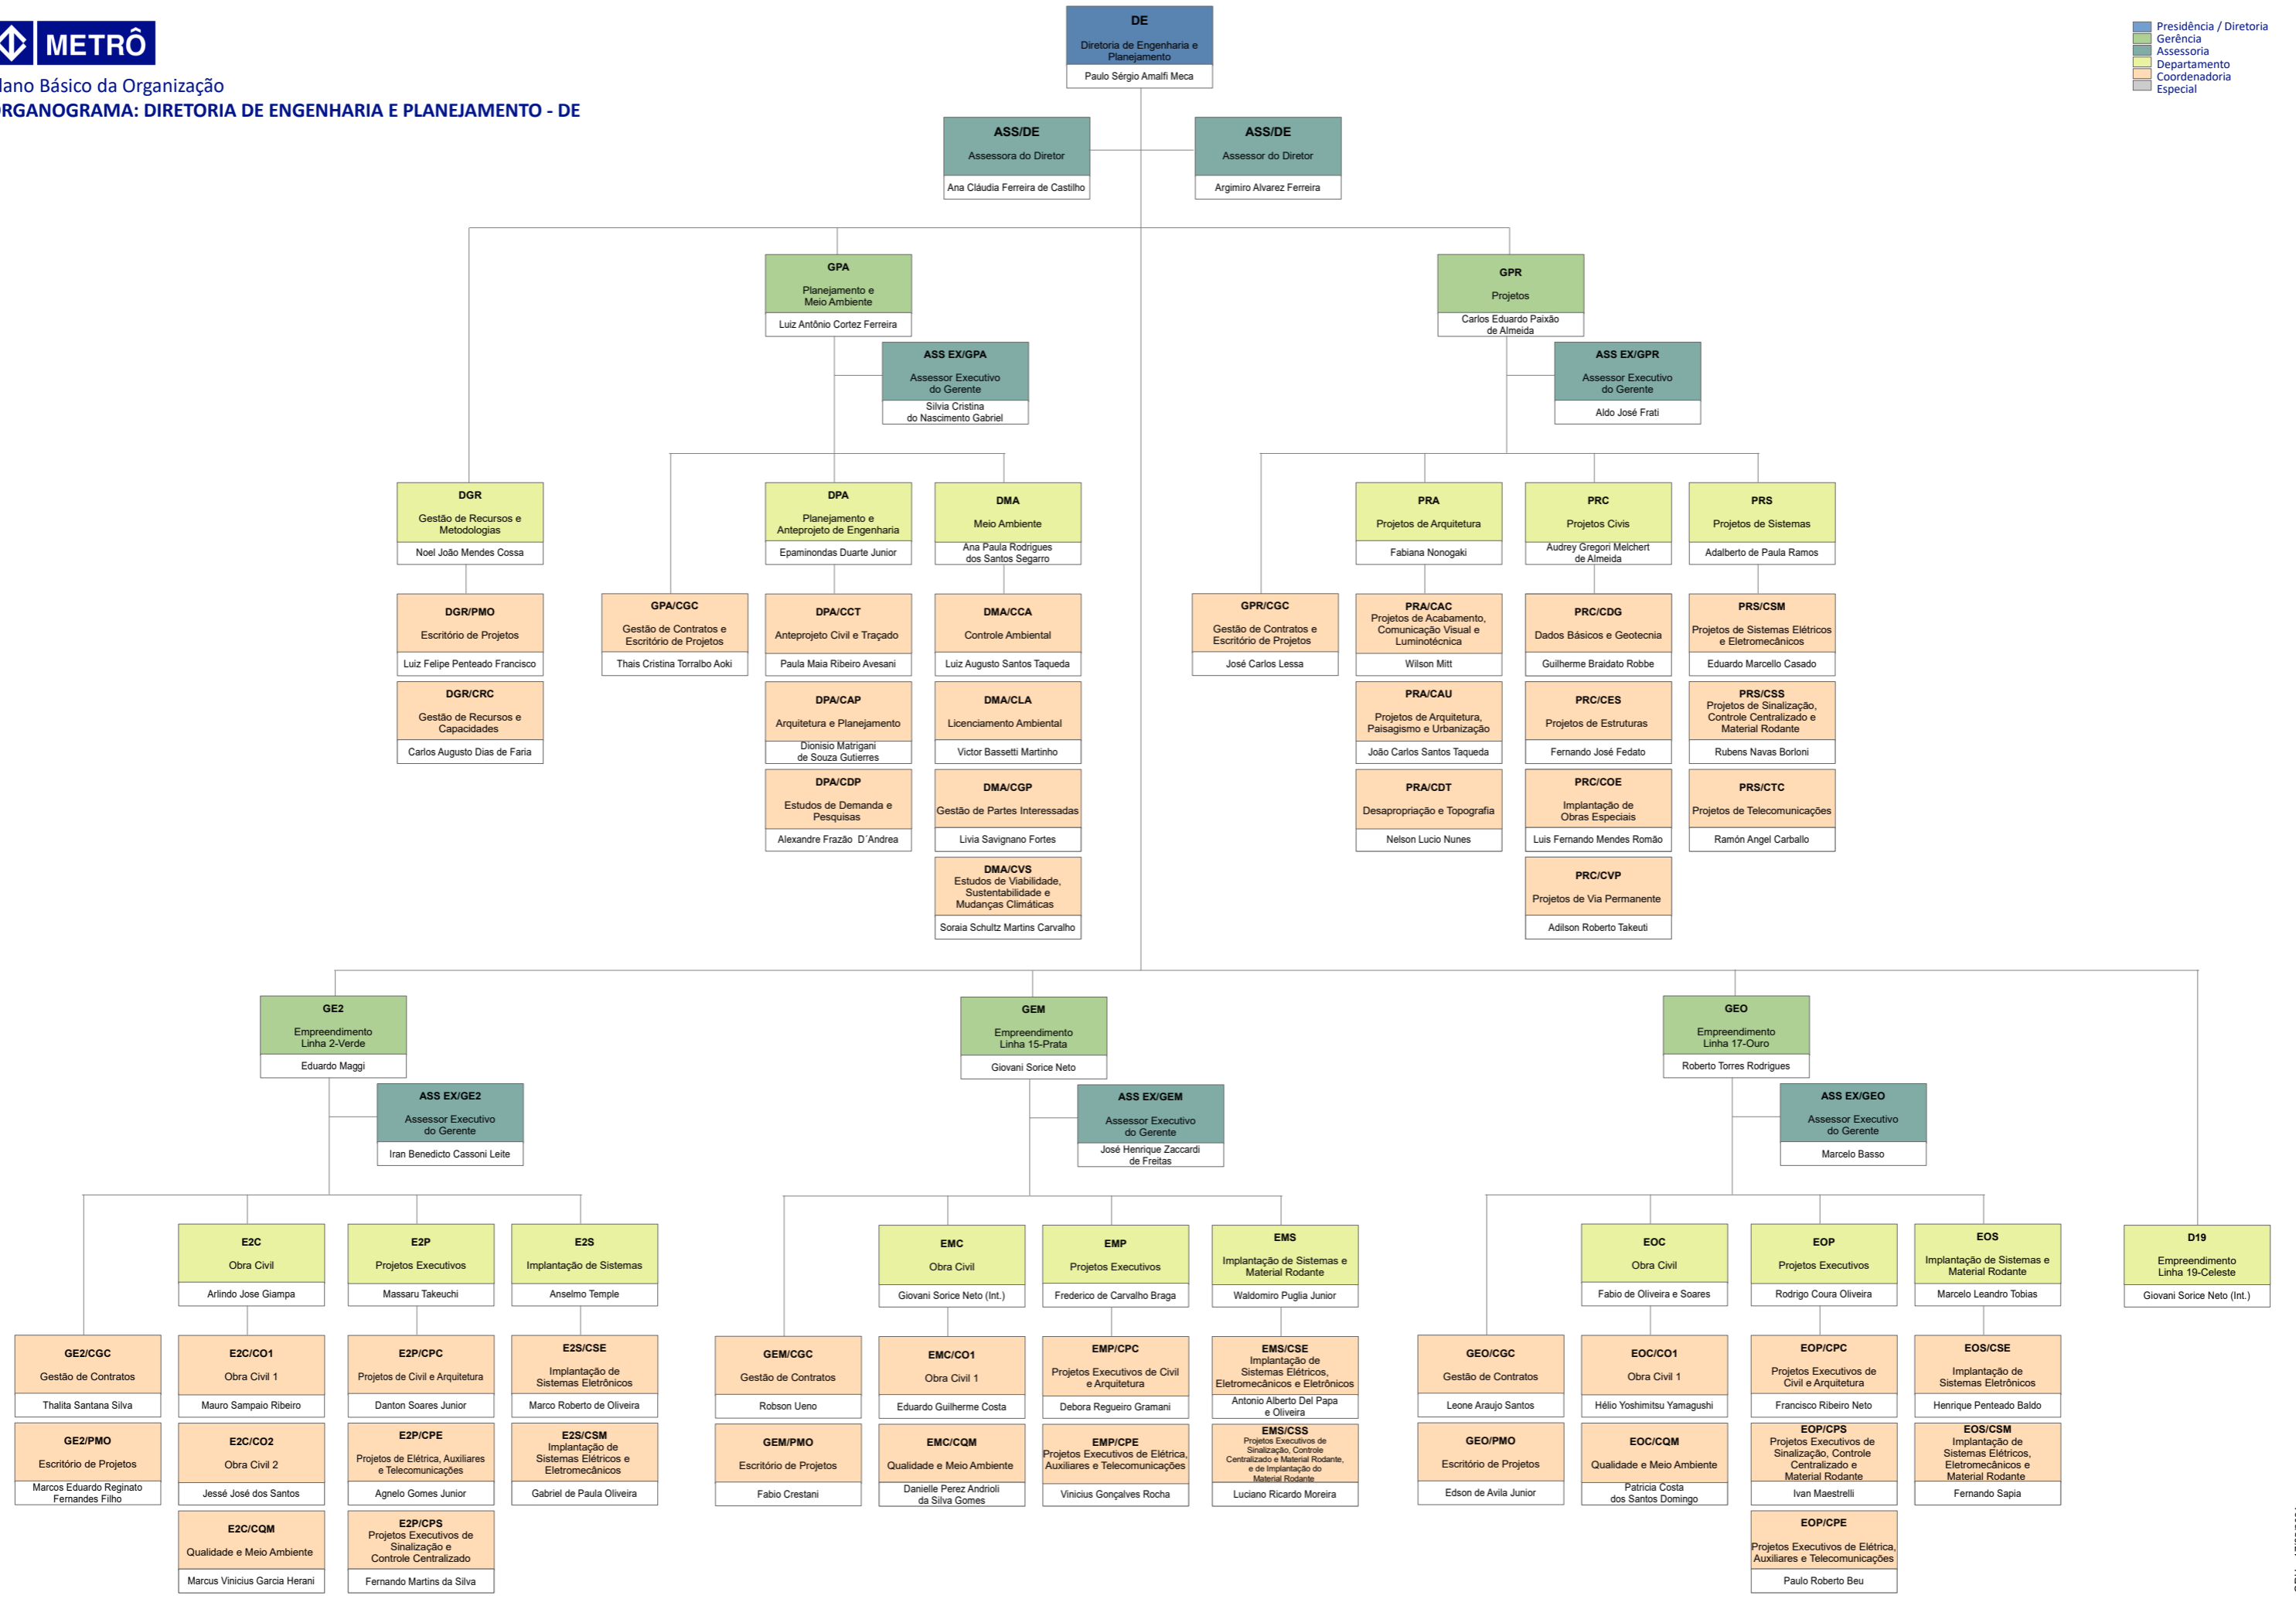 METRÔ
lano Básico da Organização
RGANOGRAMA: DIRETORIA DE ENGENHARIA E PLANEJAMENTO - DE
Presidência / Diretoria
Gerência
Assessoria
Departamento
Coordenadoria
Especial
DE
Diretoria de Engenharia e
Planejamento
Paulo Sérgio Amalfi Meca
ASS/DE
Assessora do Diretor
Ana Cláudia Ferreira de Castilho
ASS/DE
Assessor do Diretor
Argimiro Alvarez Ferreira
GPA
Planejamento e
Meio Ambiente
Luiz Antônio Cortez Ferreira
ASS EX/GPA
Assessor Executivo
do Gerente
Silvia Cristina
do Nascimento Gabriel
GPR
Projetos
Carlos Eduardo Paixão
de Almeida
ASS EX/GPR
Assessor Executivo
do Gerente
Aldo José Frati
DGR
Gestão de Recursos e
Metodologias
Noel João Mendes Cossa
DGR/PMO
Escritório de Projetos
Luiz Felipe Penteado Francisco
DGR/CRC
Gestão de Recursos e
Capacidades
Carlos Augusto Dias de Faria
GPA/CGC
Gestão de Contratos e
Escritório de Projetos
Thais Cristina Torralbo Aoki
DPA
Planejamento e
Anteprojeto de Engenharia
Epaminondas Duarte Junior
DPA/CCT
Anteprojeto Civil e Traçado
Paula Maia Ribeiro Avesani
DPA/CAP
Arquitetura e Planejamento
Dionisio Matrigani
de Souza Gutierres
DPA/CDP
Estudos de Demanda e
Pesquisas
Alexandre Frazão D´Andrea
DMA
Meio Ambiente
Ana Paula Rodrigues
dos Santos Segarro
DMA/CCA
Controle Ambiental
Luiz Augusto Santos Taqueda
DMA/CLA
Licenciamento Ambiental
Victor Bassetti Martinho
DMA/CGP
Gestão de Partes Interessadas
Livia Savignano Fortes
DMA/CVS
Estudos de Viabilidade,
Sustentabilidade e
Mudanças Climáticas
Soraia Schultz Martins Carvalho
GPR/CGC
Gestão de Contratos e
Escritório de Projetos
José Carlos Lessa
PRA
Projetos de Arquitetura
Fabiana Nonogaki
PRA/CAC
Projetos de Acabamento,
Comunicação Visual e
Luminotécnica
Wilson Mitt
PRA/CAU
Projetos de Arquitetura,
Paisagismo e Urbanização
João Carlos Santos Taqueda
PRA/CDT
Desapropriação e Topografia
Nelson Lucio Nunes
PRC
Projetos Civis
Audrey Gregori Melchert
de Almeida
PRC/CDG
Dados Básicos e Geotecnia
Guilherme Braidato Robbe
PRC/CES
Projetos de Estruturas
Fernando José Fedato
PRC/COE
Implantação de
Obras Especiais
Luis Fernando Mendes Romão
PRC/CVP
Projetos de Via Permanente
Adilson Roberto Takeuti
PRS
Projetos de Sistemas
Adalberto de Paula Ramos
PRS/CSM
Projetos de Sistemas Elétricos
e Eletromecânicos
Eduardo Marcello Casado
PRS/CSS
Projetos de Sinalização,
Controle Centralizado e
Material Rodante
Rubens Navas Borloni
PRS/CTC
Projetos de Telecomunicações
Ramón Angel Carballo
GE2
Empreendimento
Linha 2-Verde
Eduardo Maggi
ASS EX/GE2
Assessor Executivo
do Gerente
Iran Benedicto Cassoni Leite
GE2/CGC
Gestão de Contratos
Thalita Santana Silva
GE2/PMO
Escritório de Projetos
Marcos Eduardo Reginato
Fernandes Filho
E2C
Obra Civil
Arlindo Jose Giampa
E2C/CO1
Obra Civil 1
Mauro Sampaio Ribeiro
E2C/CO2
Obra Civil 2
Jessé José dos Santos
E2C/CQM
Qualidade e Meio Ambiente
Marcus Vinicius Garcia Herani
E2P
Projetos Executivos
Massaru Takeuchi
E2P/CPC
Projetos de Civil e Arquitetura
Danton Soares Junior
E2P/CPE
Projetos de Elétrica, Auxiliares
e Telecomunicações
Agnelo Gomes Junior
E2P/CPS
Projetos Executivos de
Sinalização e
Controle Centralizado
Fernando Martins da Silva
E2S
Implantação de Sistemas
Anselmo Temple
E2S/CSE
Implantação de
Sistemas Eletrônicos
Marco Roberto de Oliveira
E2S/CSM
Implantação de
Sistemas Elétricos e
Eletromecânicos
Gabriel de Paula Oliveira
GEM
Empreendimento
Linha 15-Prata
Giovani Sorice Neto
ASS EX/GEM
Assessor Executivo
do Gerente
José Henrique Zaccardi
de Freitas
GEM/CGC
Gestão de Contratos
Robson Ueno
GEM/PMO
Escritório de Projetos
Fabio Crestani
EMC
Obra Civil
Giovani Sorice Neto (Int.)
EMC/CO1
Obra Civil 1
Eduardo Guilherme Costa
EMC/CQM
Qualidade e Meio Ambiente
Danielle Perez Andrioli
da Silva Gomes
EMP
Projetos Executivos
Frederico de Carvalho Braga
EMP/CPC
Projetos Executivos de Civil
e Arquitetura
Debora Regueiro Gramani
EMP/CPE
Projetos Executivos de Elétrica,
Auxiliares e Telecomunicações
Vinicius Gonçalves Rocha
EMS
Implantação de Sistemas e
Material Rodante
Waldomiro Puglia Junior
EMS/CSE
Implantação de
Sistemas Elétricos,
Eletromecânicos e Eletrônicos
Antonio Alberto Del Papa
e Oliveira
EMS/CSS
Projetos Executivos de
Sinalização, Controle
Centralizado e Material Rodante,
e de Implantação do
Material Rodante
Luciano Ricardo Moreira
GEO
Empreendimento
Linha 17-Ouro
Roberto Torres Rodrigues
ASS EX/GEO
Assessor Executivo
do Gerente
Marcelo Basso
GEO/CGC
Gestão de Contratos
Leone Araujo Santos
GEO/PMO
Escritório de Projetos
Edson de Avila Junior
EOC
Obra Civil
Fabio de Oliveira e Soares
EOC/CO1
Obra Civil 1
Hélio Yoshimitsu Yamagushi
EOC/CQM
Qualidade e Meio Ambiente
Patricia Costa
dos Santos Domingo
EOP
Projetos Executivos
Rodrigo Coura Oliveira
EOP/CPC
Projetos Executivos de
Civil e Arquitetura
Francisco Ribeiro Neto
EOP/CPS
Projetos Executivos de
Sinalização, Controle
Centralizado e
Material Rodante
Ivan Maestrelli
EOP/CPE
Projetos Executivos de Elétrica,
Auxiliares e Telecomunicações
Paulo Roberto Beu
EOS
Implantação de Sistemas e
Material Rodante
Marcelo Leandro Tobias
EOS/CSE
Implantação de
Sistemas Eletrônicos
Henrique Penteado Baldo
EOS/CSM
Implantação de
Sistemas Elétricos,
Eletromecânicos e
Material Rodante
Fernando Sapia
D19
Empreendimento
Linha 19-Celeste
Giovani Sorice Neto (Int.)